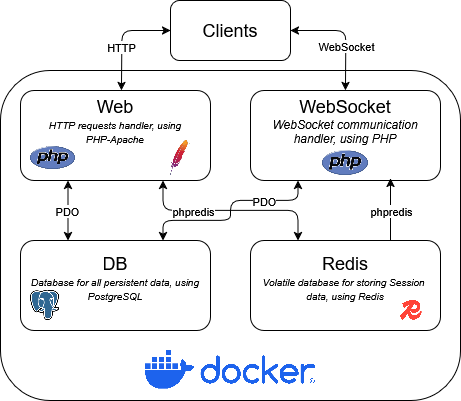 Clients
HTTP
WebSocket
Web
HTTP requests handler, using
PHP-Apache
php
WebSocket
WebSocket communication
handler, using PHP
php
PDO
phpredis
PDO
phpredis
DB
Database for all persistent data, using
PostgreSQL
Redis
Volatile database for storing Session
data, using Redis
R
docker